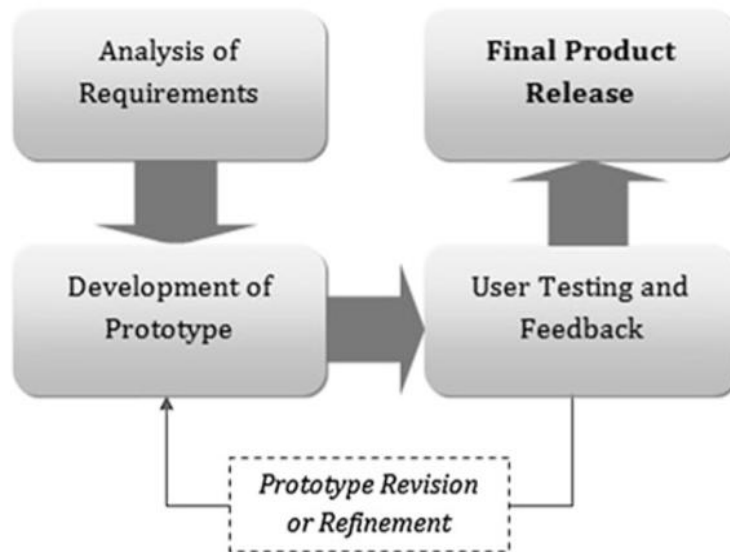 Analysis of
Requirements
Final Product
Release
Development of
Prototype
User Testing and
Feedback
Prototype Revision
or Refinement